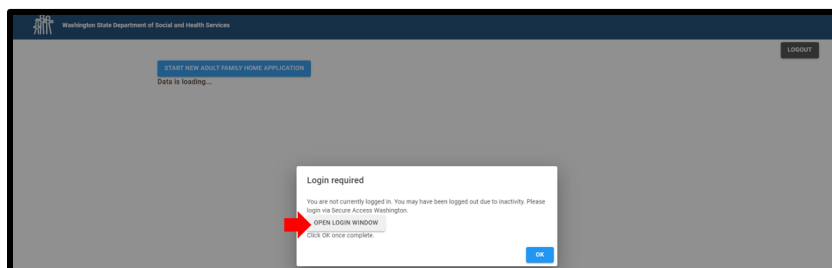 Washington State Department of Social and Health Services
LOGOUT
START NEW ADULT FAMILY HOME APPLICATION
Data is loading...
Login required
You are not currently logged in. You may have been logged out due to inactivity. Please
login via Secure Access Washington.
OPEN LOGIN WINDOW
Click OK once complete.
OK